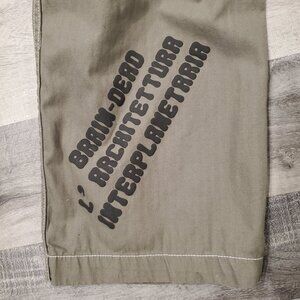 BRAIN-DEAD
L' ARCHITETTURA
INTERPLANETARIA